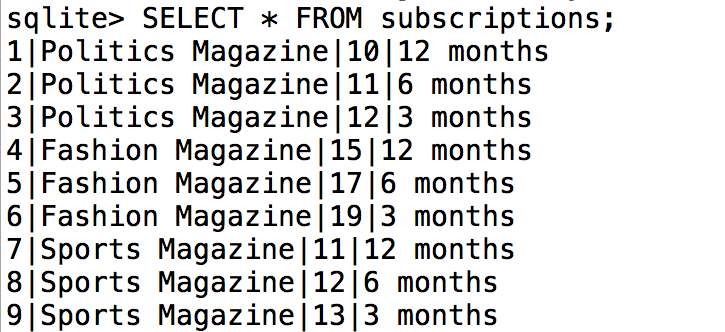 sqlite> SELECT * FROM subscriptions;
1|Politics Magazine|10|12 months
2|Politics Magazine|11|6 months
3|Politics Magazine|12|3 months
4|Fashion Magazine|15|12 months
5|Fashion Magazine|17|6 months
6|Fashion Magazine|19|3 months
7|Sports Magazine|11|12 months
8|Sports Magazine|12|6 months
9|Sports Magazine|13|3 months